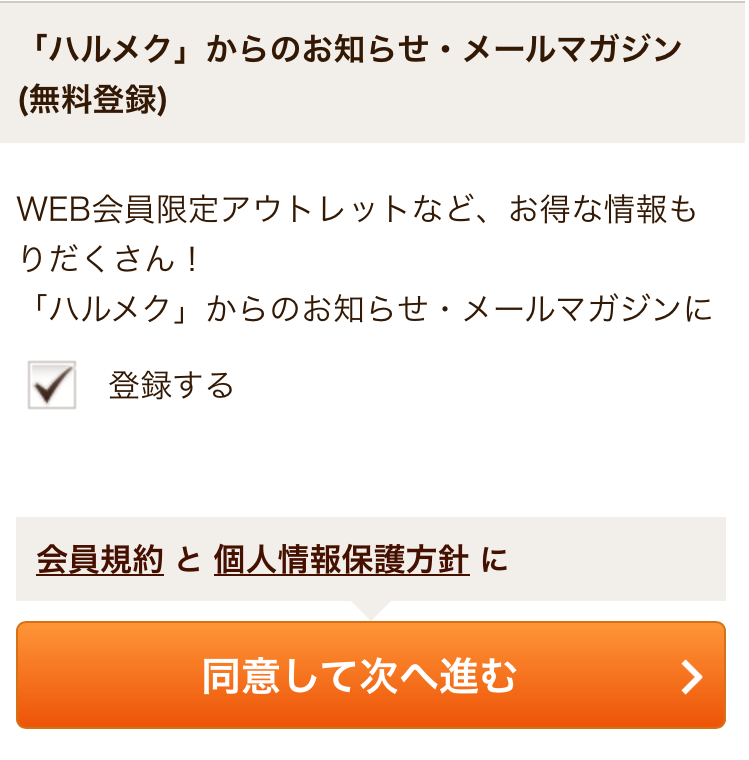 「ハルメク」からのお知らせ・メールマガジン
(無料登録)
WEB会員限定アウトレットなど、お得な情報も
りだくさん！
「ハルメク」からのお知らせ・メールマガジンに
登録する
会員規約 と 個人情報保護方針 に
同意して次へ進む